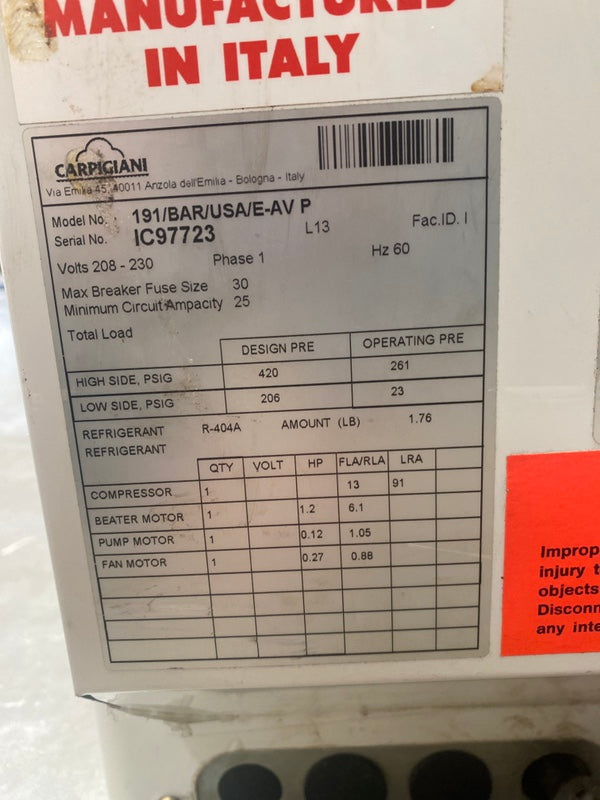 MANUFACTURED
IN ITALY
CARPIGIANI
Via Emilia 45, 40011 Anzola dell'Emilia - Bologna - Italy
Model No. 191/BAR/USA/E-AV P
Serial No. IC97723 L13 Fac.ID. I
Volts 208 - 230 Phase 1 Hz 60
Max Breaker Fuse Size 30
Minimum Circuit Ampacity 25
Total Load
DESIGN PRE OPERATING PRE
HIGH SIDE, PSIG 420 261
LOW SIDE, PSIG 206 23
REFRIGERANT R-404A AMOUNT (LB) 1.76
REFRIGERANT
QTY VOLT HP FLA/RLA LRA
COMPRESSOR 1 13 91
BEATER MOTOR 1 1.2 6.1
PUMP MOTOR 1 0.12 1.05
FAN MOTOR 1 0.27 0.88
Improp
injury t
objects
Disconn
any inte